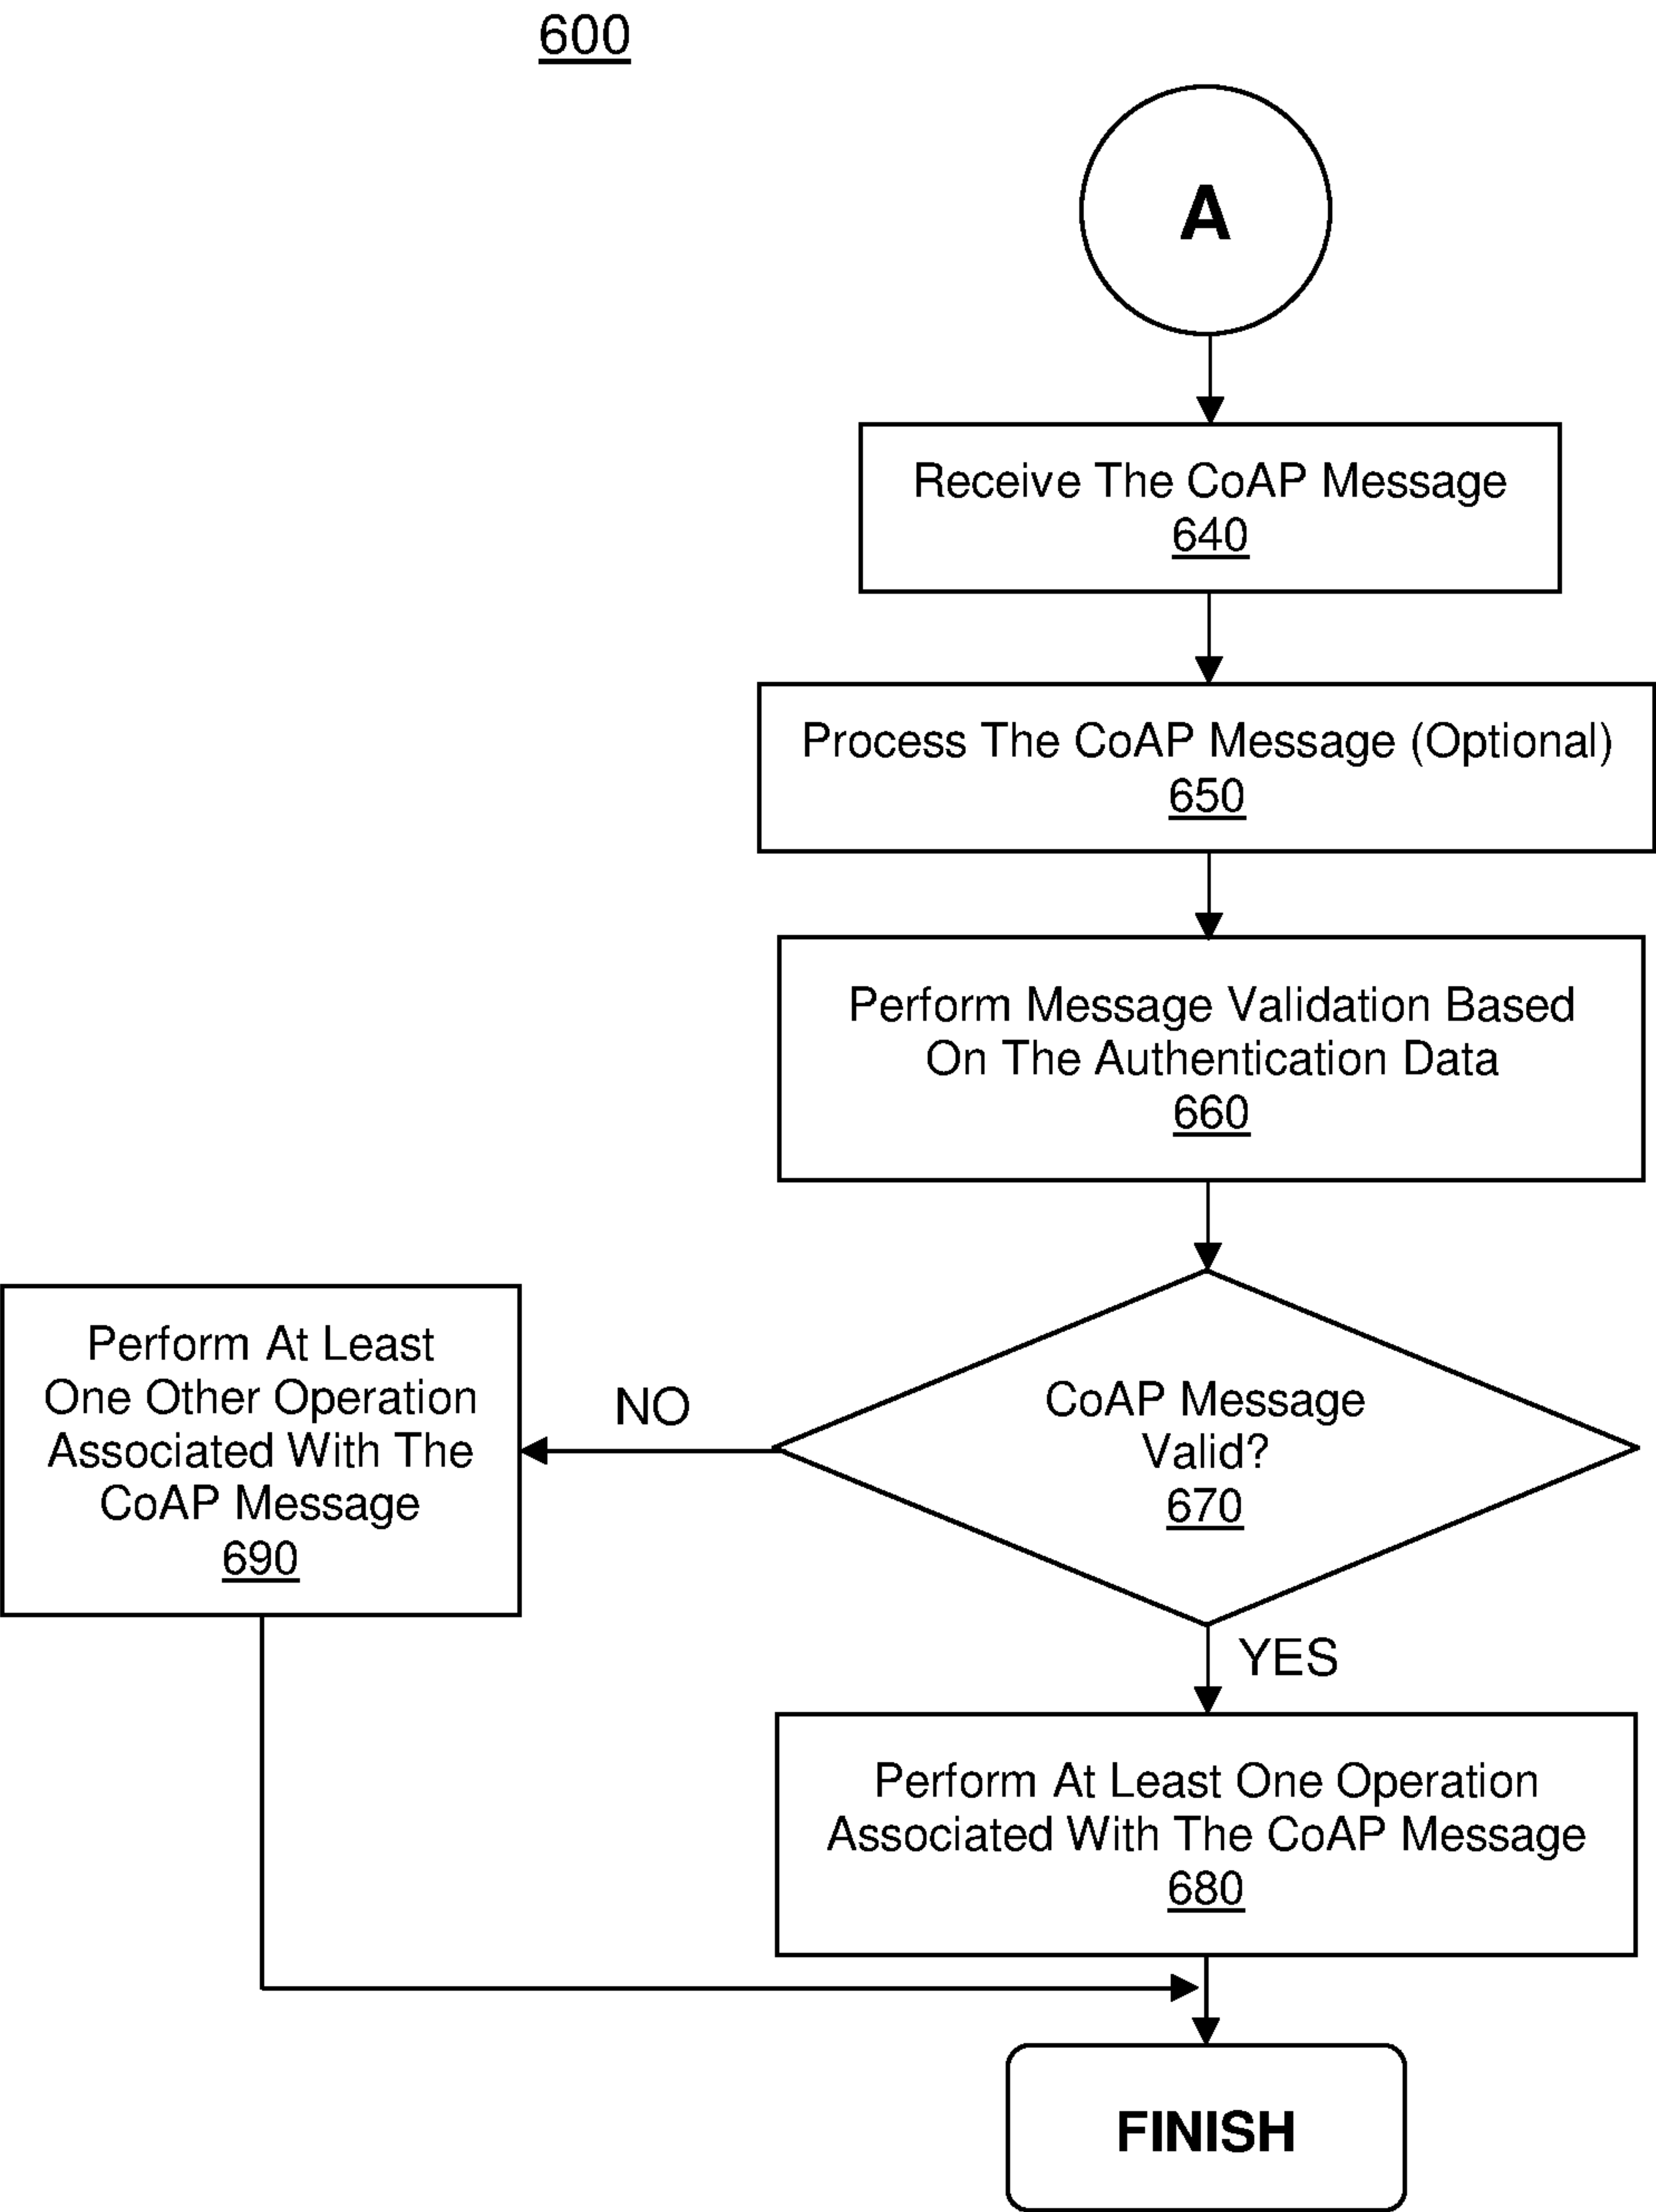 600
A
Receive The CoAP Message
640
Process The CoAP Message (Optional)
650
Perform Message Validation Based
On The Authentication Data
660
CoAP Message
Valid?
670
NO
Perform At Least
One Other Operation
Associated With The
CoAP Message
690
YES
Perform At Least One Operation
Associated With The CoAP Message
680
FINISH